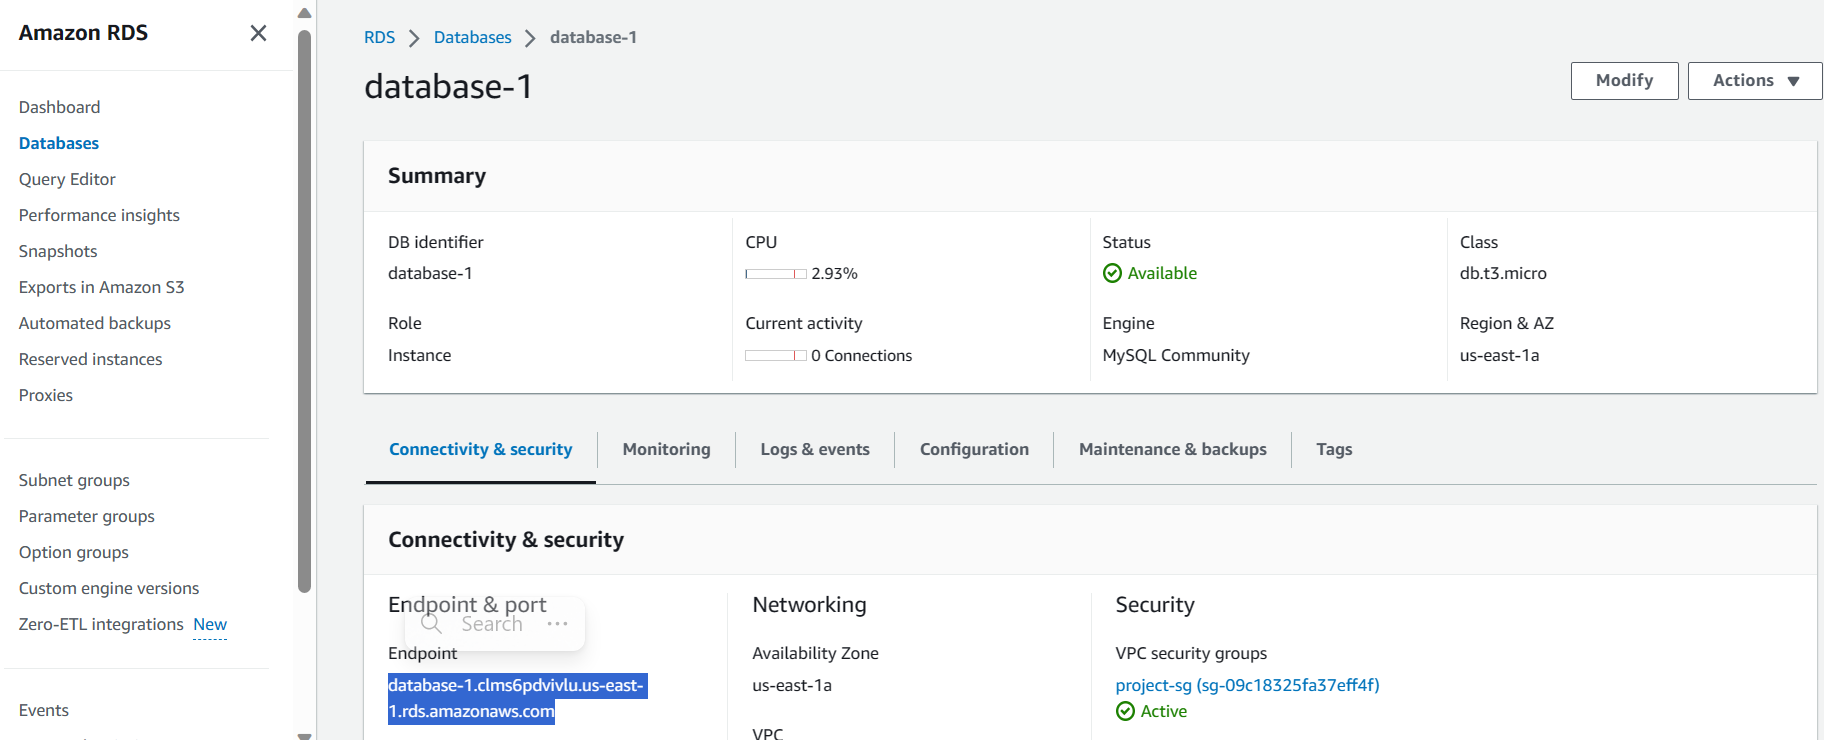 Amazon RDS
Dashboard
Databases
Query Editor
Performance insights
Snapshots
Exports in Amazon S3
Automated backups
Reserved instances
Proxies
Subnet groups
Parameter groups
Option groups
Custom engine versions
Zero-ETL integrations New
Events
RDS > Databases > database-1
database-1
Modify
Actions
Summary
DB identifier
database-1
CPU
2.93%
Status
Available
Class
db.t3.micro
Role
Instance
Current activity
0 Connections
Engine
MySQL Community
Region & AZ
us-east-1a
Connectivity & security
Monitoring
Logs & events
Configuration
Maintenance & backups
Tags
Connectivity & security
Endpoint & port
Search
Endpoint
database-1.clms6pdvivlu.us-east-
1.rds.amazonaws.com
Networking
Availability Zone
us-east-1a
VPC
Security
VPC security groups
project-sg (sg-09c18325fa37eff4f)
Active